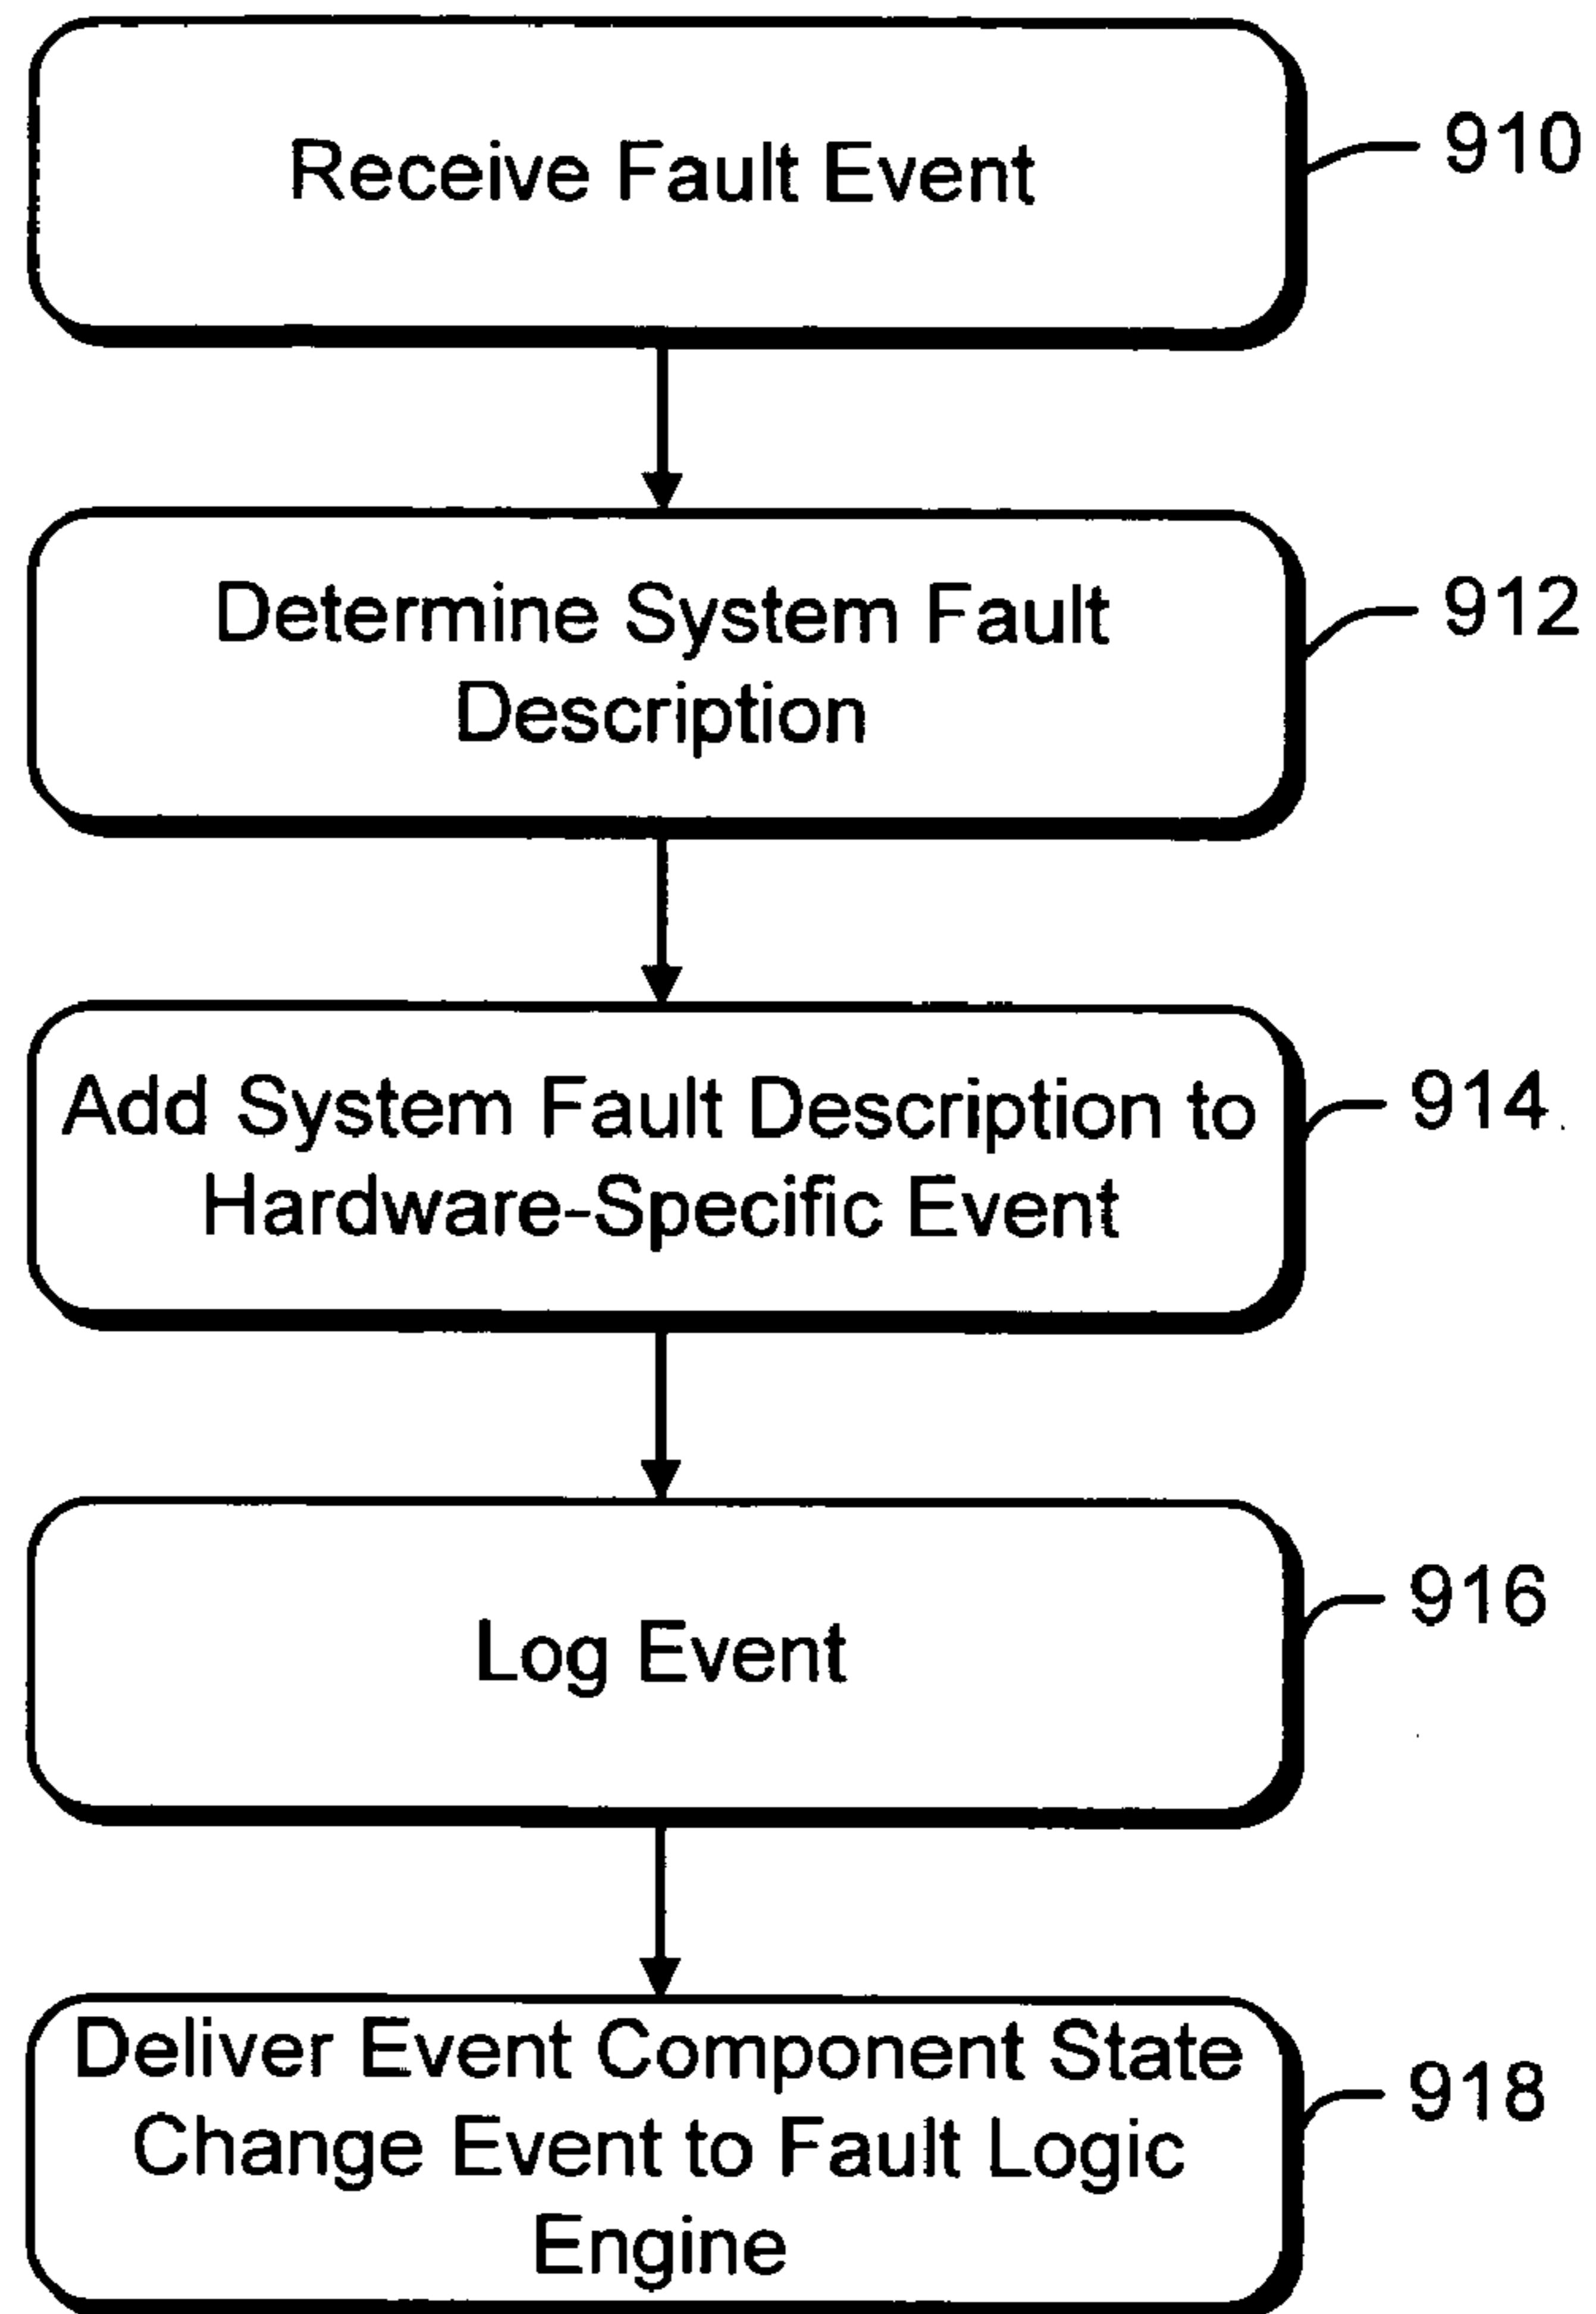 Receive Fault Event
910
Determine System Fault
Description
912
Add System Fault Description to
Hardware-Specific Event
914
Log Event
916
Deliver Event Component State
Change Event to Fault Logic
Engine
918